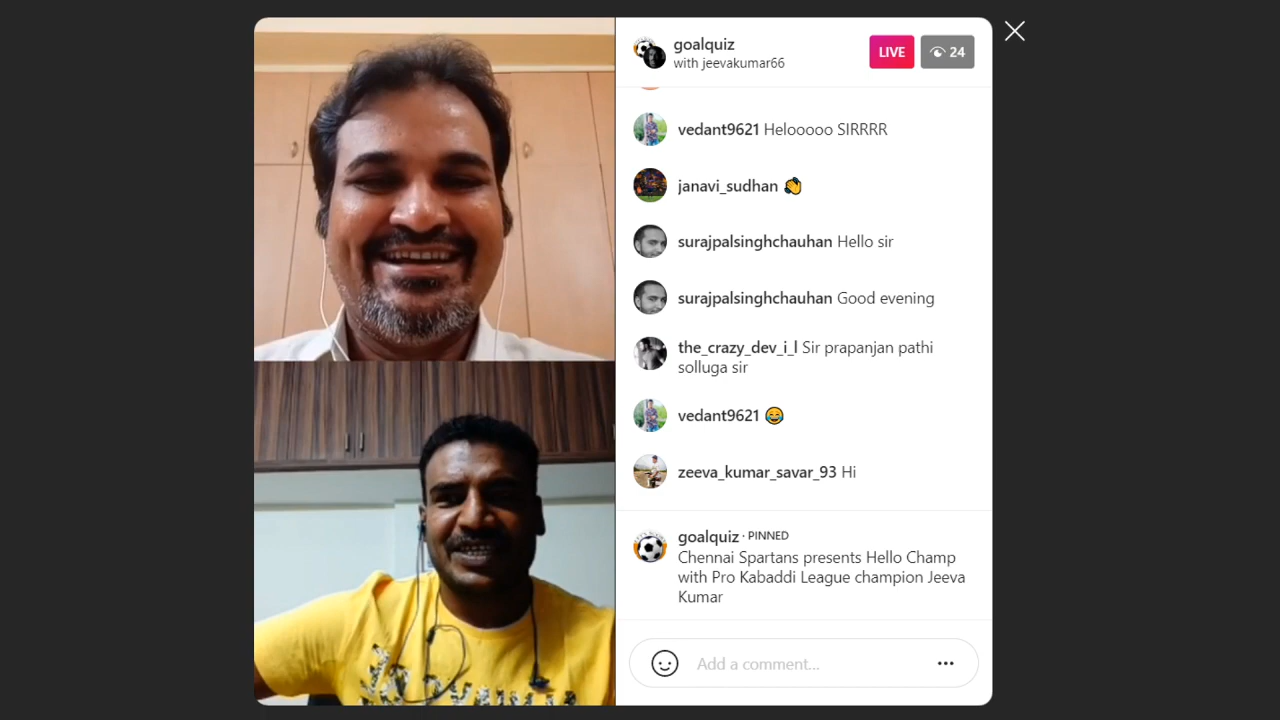 goalquiz
with jeevakumar66
LIVE
24
vedant9621 Helooooo SIRRRR
janavi_sudhan 👏
surajpalsinghchauhan Hello sir
surajpalsinghchauhan Good evening
the_crazy_dev_i_l Sir prapanjan pathi
solluga sir
vedant9621 😂
zeeva_kumar_savar_93 Hi
goalquiz · PINNED
Chennai Spartans presents Hello Champ
with Pro Kabaddi League champion Jeeva
Kumar
Add a comment...